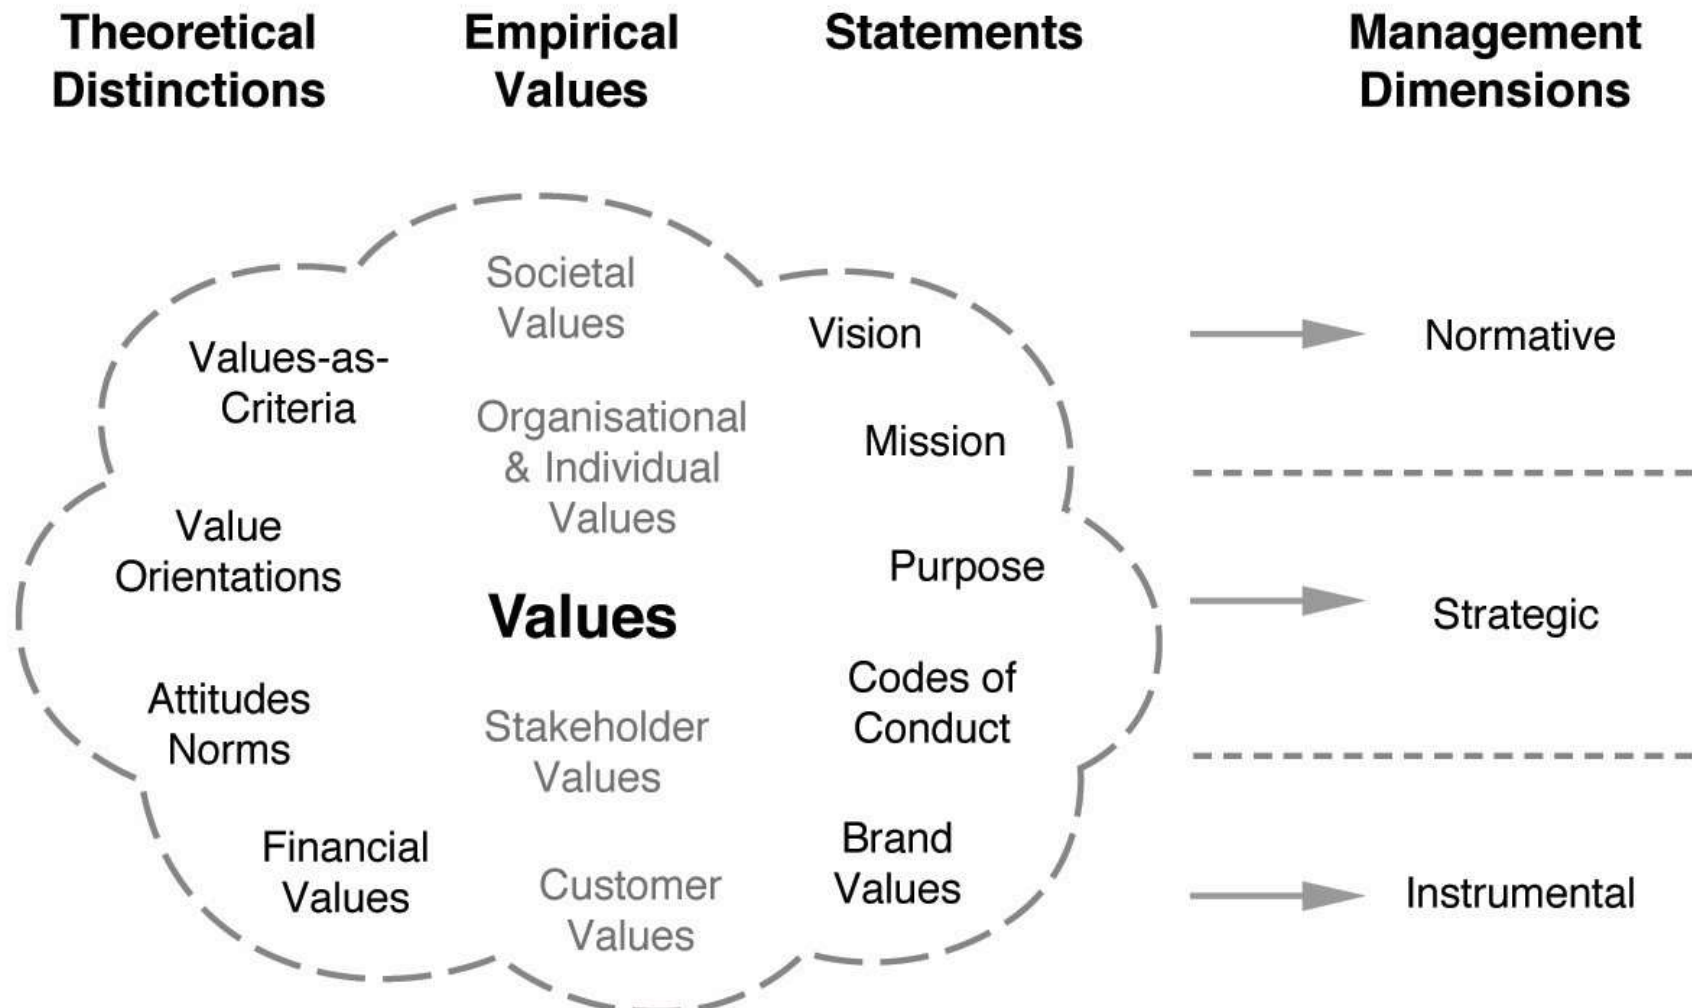 Theoretical
Distinctions
Empirical
Values
Statements
Management
Dimensions
Values-as-
Criteria
Value
Orientations
Attitudes
Norms
Financial
Values
Societal
Values
Organisational
& Individual
Values
Values
Stakeholder
Values
Customer
Values
Vision
Mission
Purpose
Codes of
Conduct
Brand
Values
Normative
Strategic
Instrumental